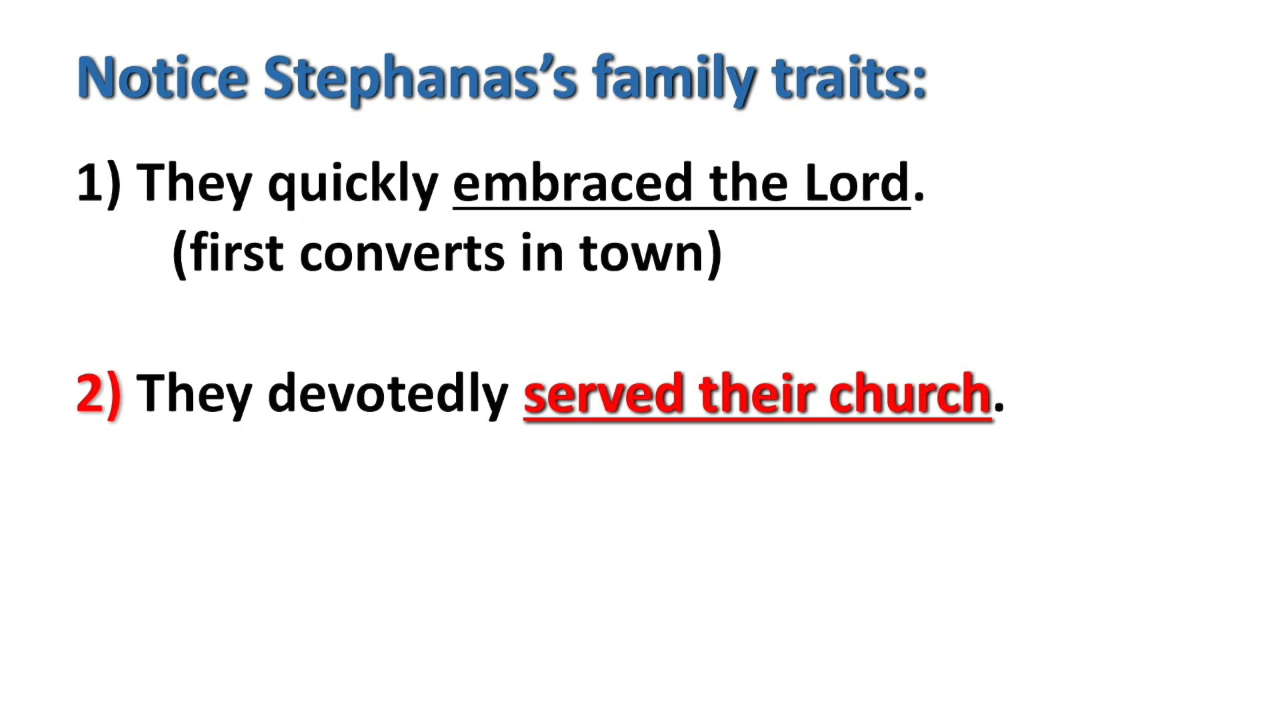 Notice Stephanas’s family traits:
1) They quickly embraced the Lord.
(first converts in town)
2) They devotedly served their church.